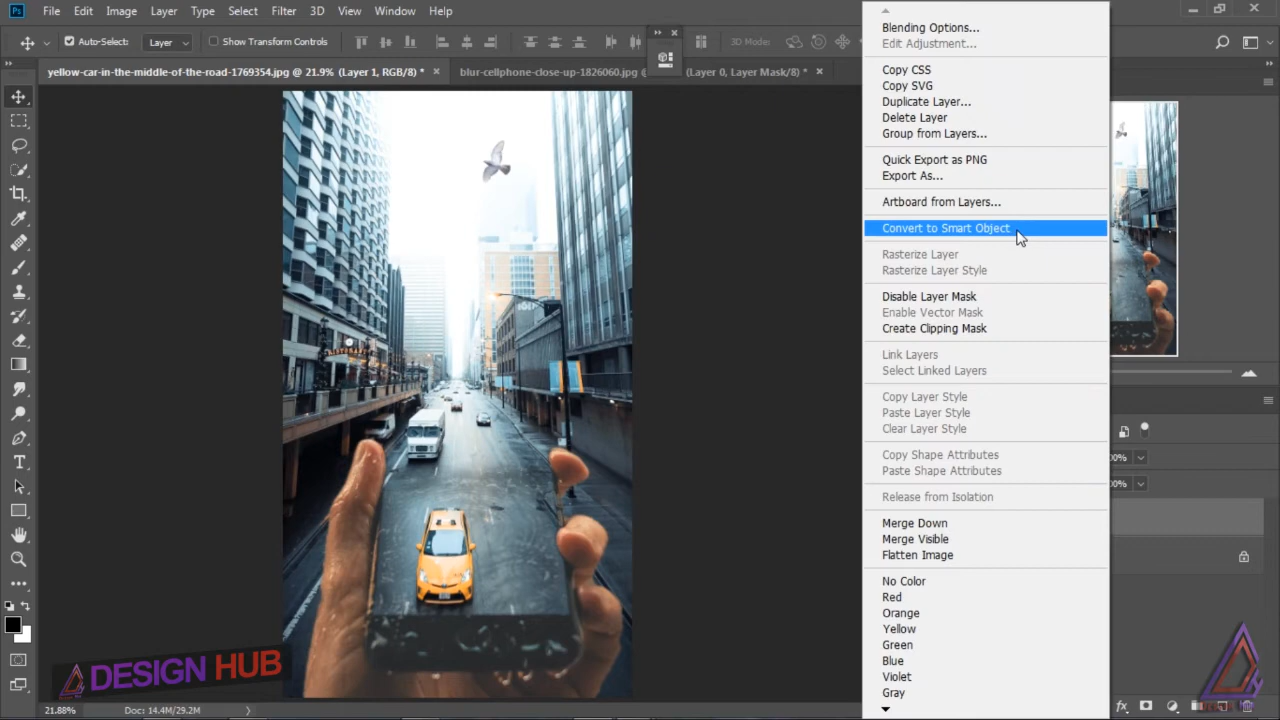 Ps File Edit Image Layer Type Select Filter 3D View Window Help
Auto-Select: Layer Show Transform Controls 3D Mode:
yellow-car-in-the-middle-of-the-road-1769354.jpg @ 21.9% (Layer 1, RGB/8) *
blur-cellphone-close-up-1826060.jpg @ (Layer 0, Layer Mask/8) *
Blending Options...
Edit Adjustment...
Copy CSS
Copy SVG
Duplicate Layer...
Delete Layer
Group from Layers...
Quick Export as PNG
Export As...
Artboard from Layers...
Convert to Smart Object
Rasterize Layer
Rasterize Layer Style
Disable Layer Mask
Enable Vector Mask
Create Clipping Mask
Link Layers
Select Linked Layers
Copy Layer Style
Paste Layer Style
Clear Layer Style
Copy Shape Attributes
Paste Shape Attributes
Release from Isolation
Merge Down
Merge Visible
Flatten Image
No Color
Red
Orange
Yellow
Green
Blue
Violet
Gray
00%
00%
fx
DESIGN HUB
21.88% Doc: 14.4M/29.2M